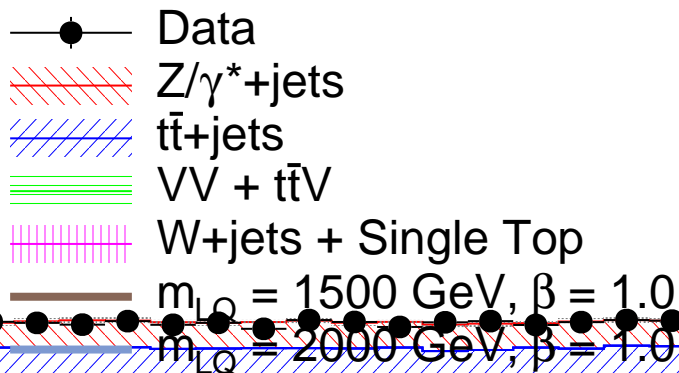 Data
Z/γ*+jets
tt̄+jets
VV + tt̄V
W+jets + Single Top
m_LQ = 1500 GeV, β = 1.0
m_LQ = 2000 GeV, β = 1.0